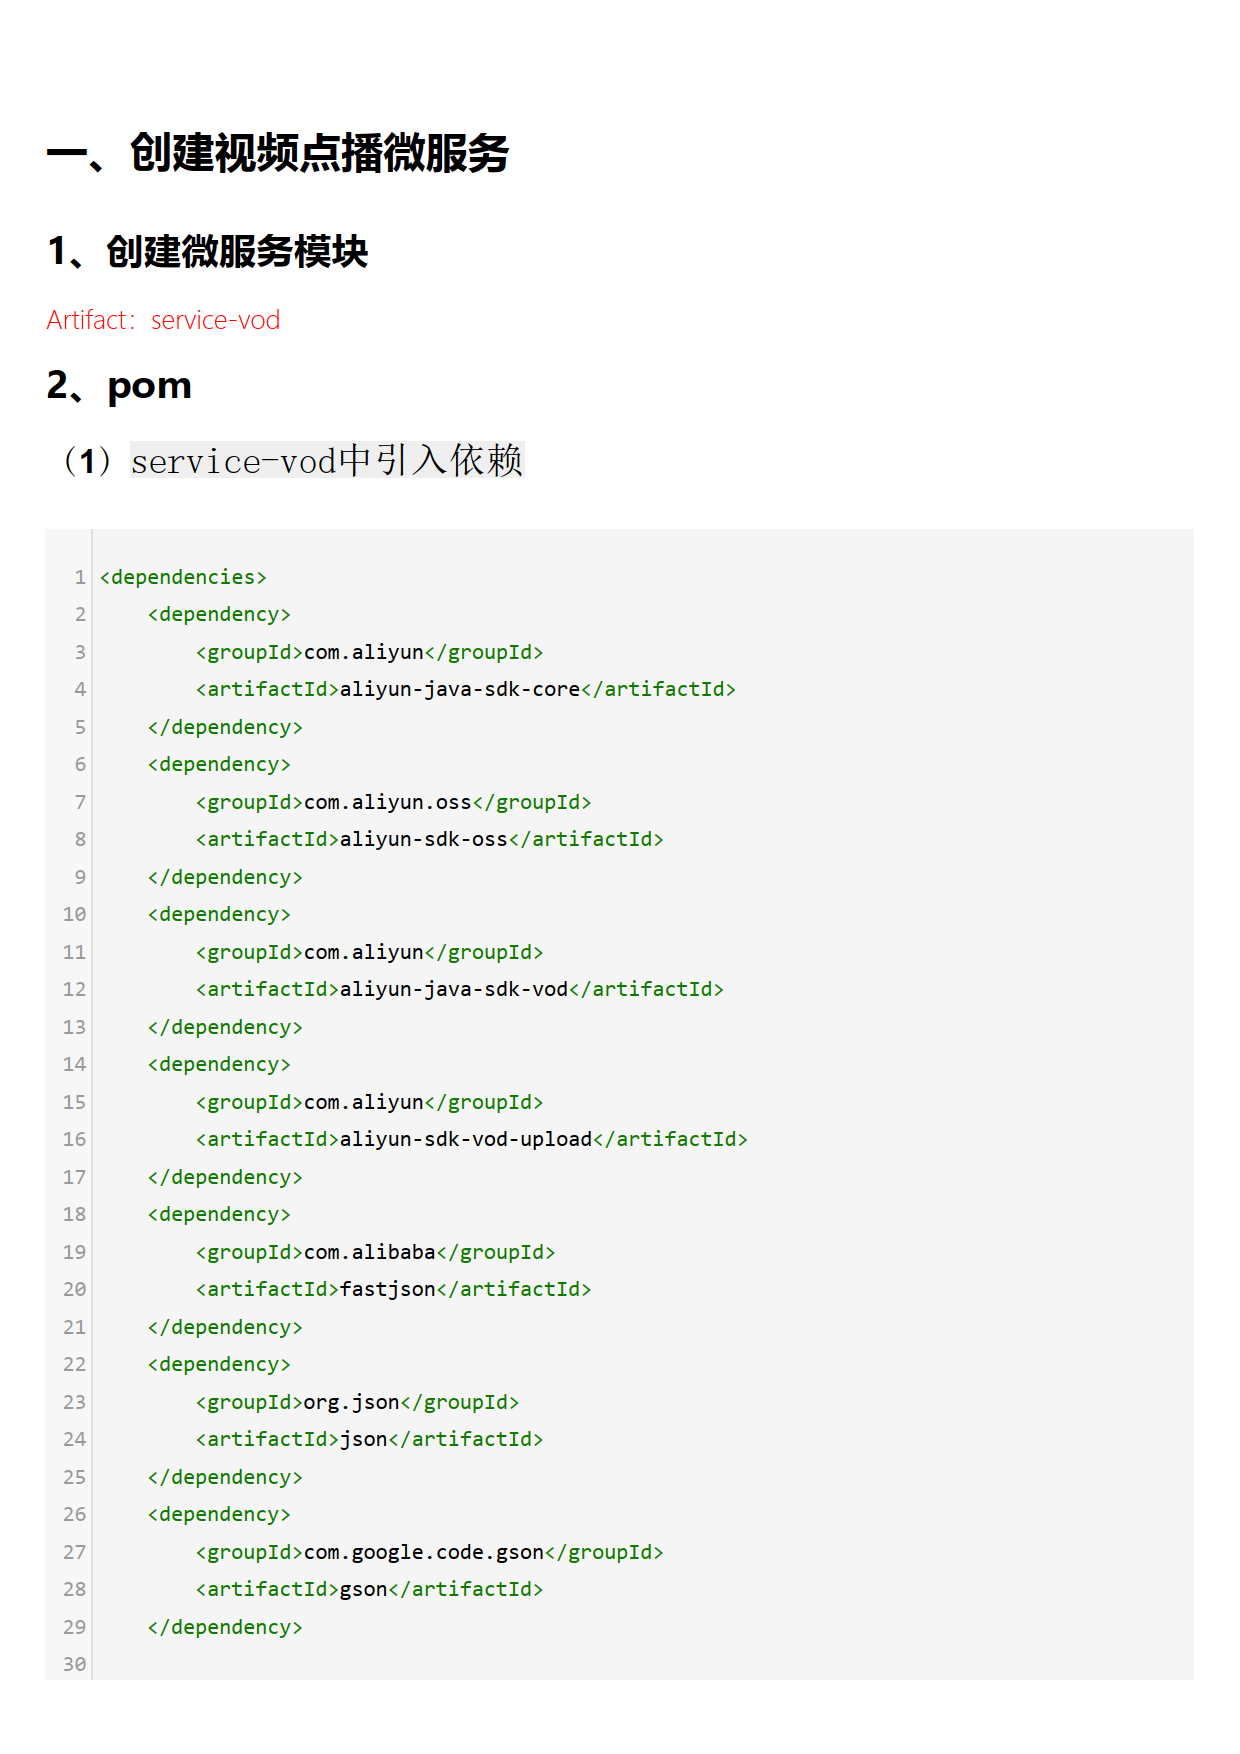 一、创建视频点播微服务
1、创建微服务模块
Artifact：service-vod
2、pom
（1）service-vod中引入依赖
1 <dependencies>
2     <dependency>
3         <groupId>com.aliyun</groupId>
4         <artifactId>aliyun-java-sdk-core</artifactId>
5     </dependency>
6     <dependency>
7         <groupId>com.aliyun.oss</groupId>
8         <artifactId>aliyun-sdk-oss</artifactId>
9     </dependency>
10     <dependency>
11         <groupId>com.aliyun</groupId>
12         <artifactId>aliyun-java-sdk-vod</artifactId>
13     </dependency>
14     <dependency>
15         <groupId>com.aliyun</groupId>
16         <artifactId>aliyun-sdk-vod-upload</artifactId>
17     </dependency>
18     <dependency>
19         <groupId>com.alibaba</groupId>
20         <artifactId>fastjson</artifactId>
21     </dependency>
22     <dependency>
23         <groupId>org.json</groupId>
24         <artifactId>json</artifactId>
25     </dependency>
26     <dependency>
27         <groupId>com.google.code.gson</groupId>
28         <artifactId>gson</artifactId>
29     </dependency>
30